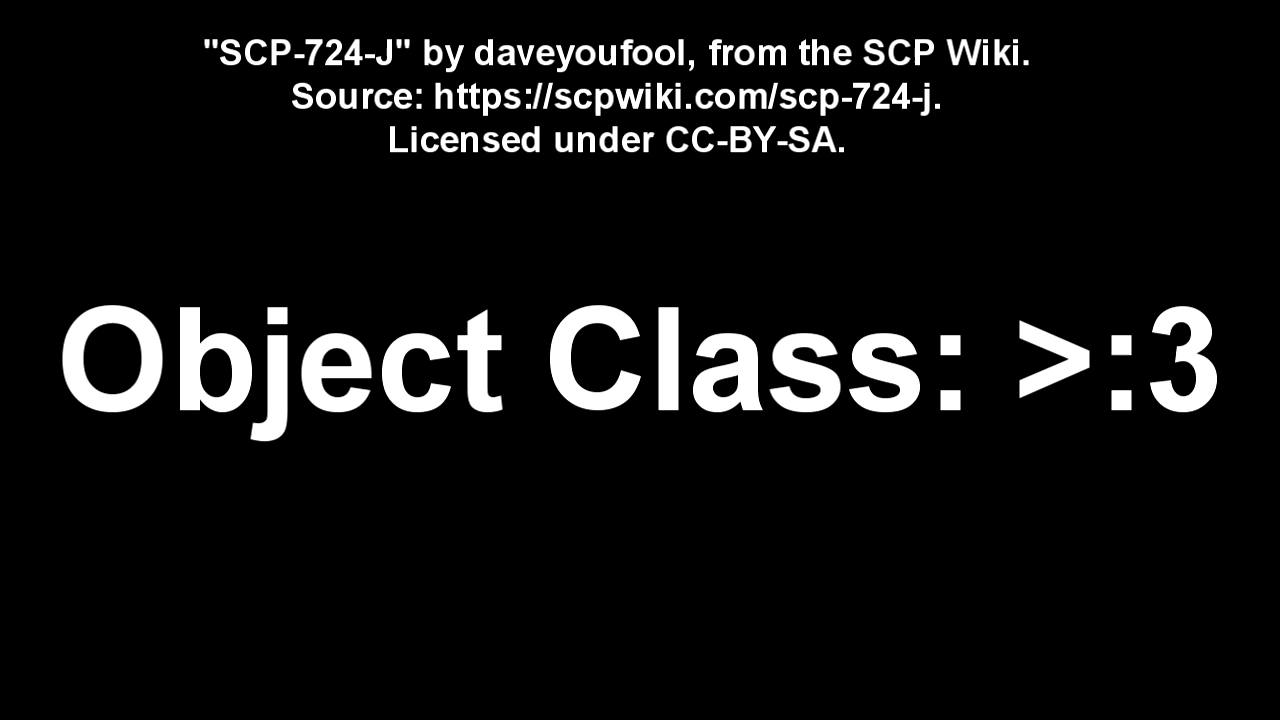 "SCP-724-J" by daveyoufool, from the SCP Wiki.
Source: https://scpwiki.com/scp-724-j.
Licensed under CC-BY-SA.
Object Class: >:3